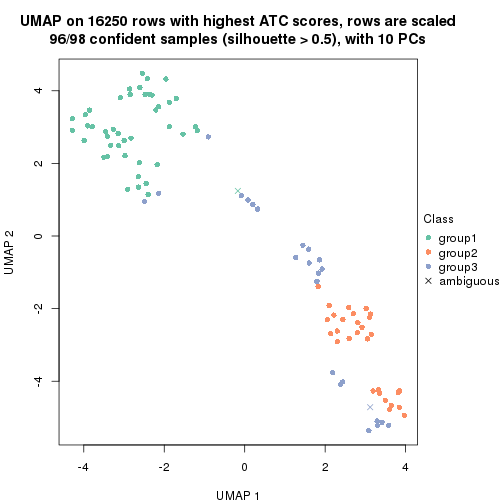 UMAP on 16250 rows with highest ATC scores, rows are scaled
96/98 confident samples (silhouette > 0.5), with 10 PCs
4
2
0
-2
-4
UMAP 2
-4
-2
0
2
4
UMAP 1
Class
group1
group2
group3
ambiguous